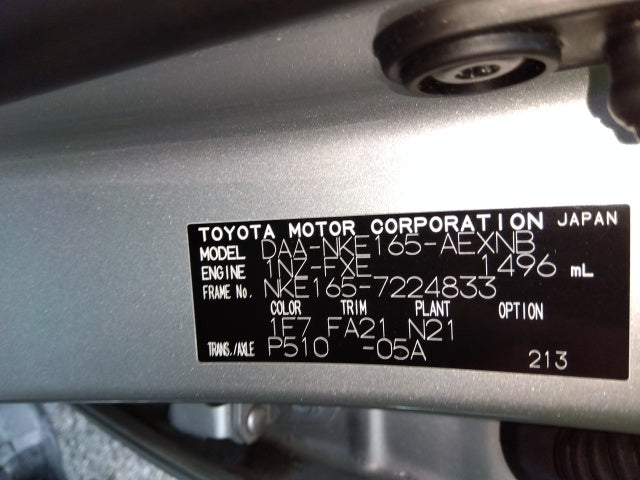 TOYOTA MOTOR CORPORATION JAPAN
MODEL DAA-NKE165-AEXNB
ENGINE 1NZ-FXE 1496 mL
FRAME No. NKE165-7224833
COLOR TRIM PLANT OPTION
1F7 FA21 N21
TRANS./AXLE P510 -05A
213